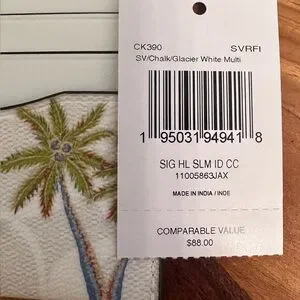 CK390 SVRFI
SV/Chalk/Glacier White Multi
1 95031 94941 8
SIG HL SLM ID CC
11005863JAX
MADE IN INDIA / INDE
COMPARABLE VALUE
$88.00